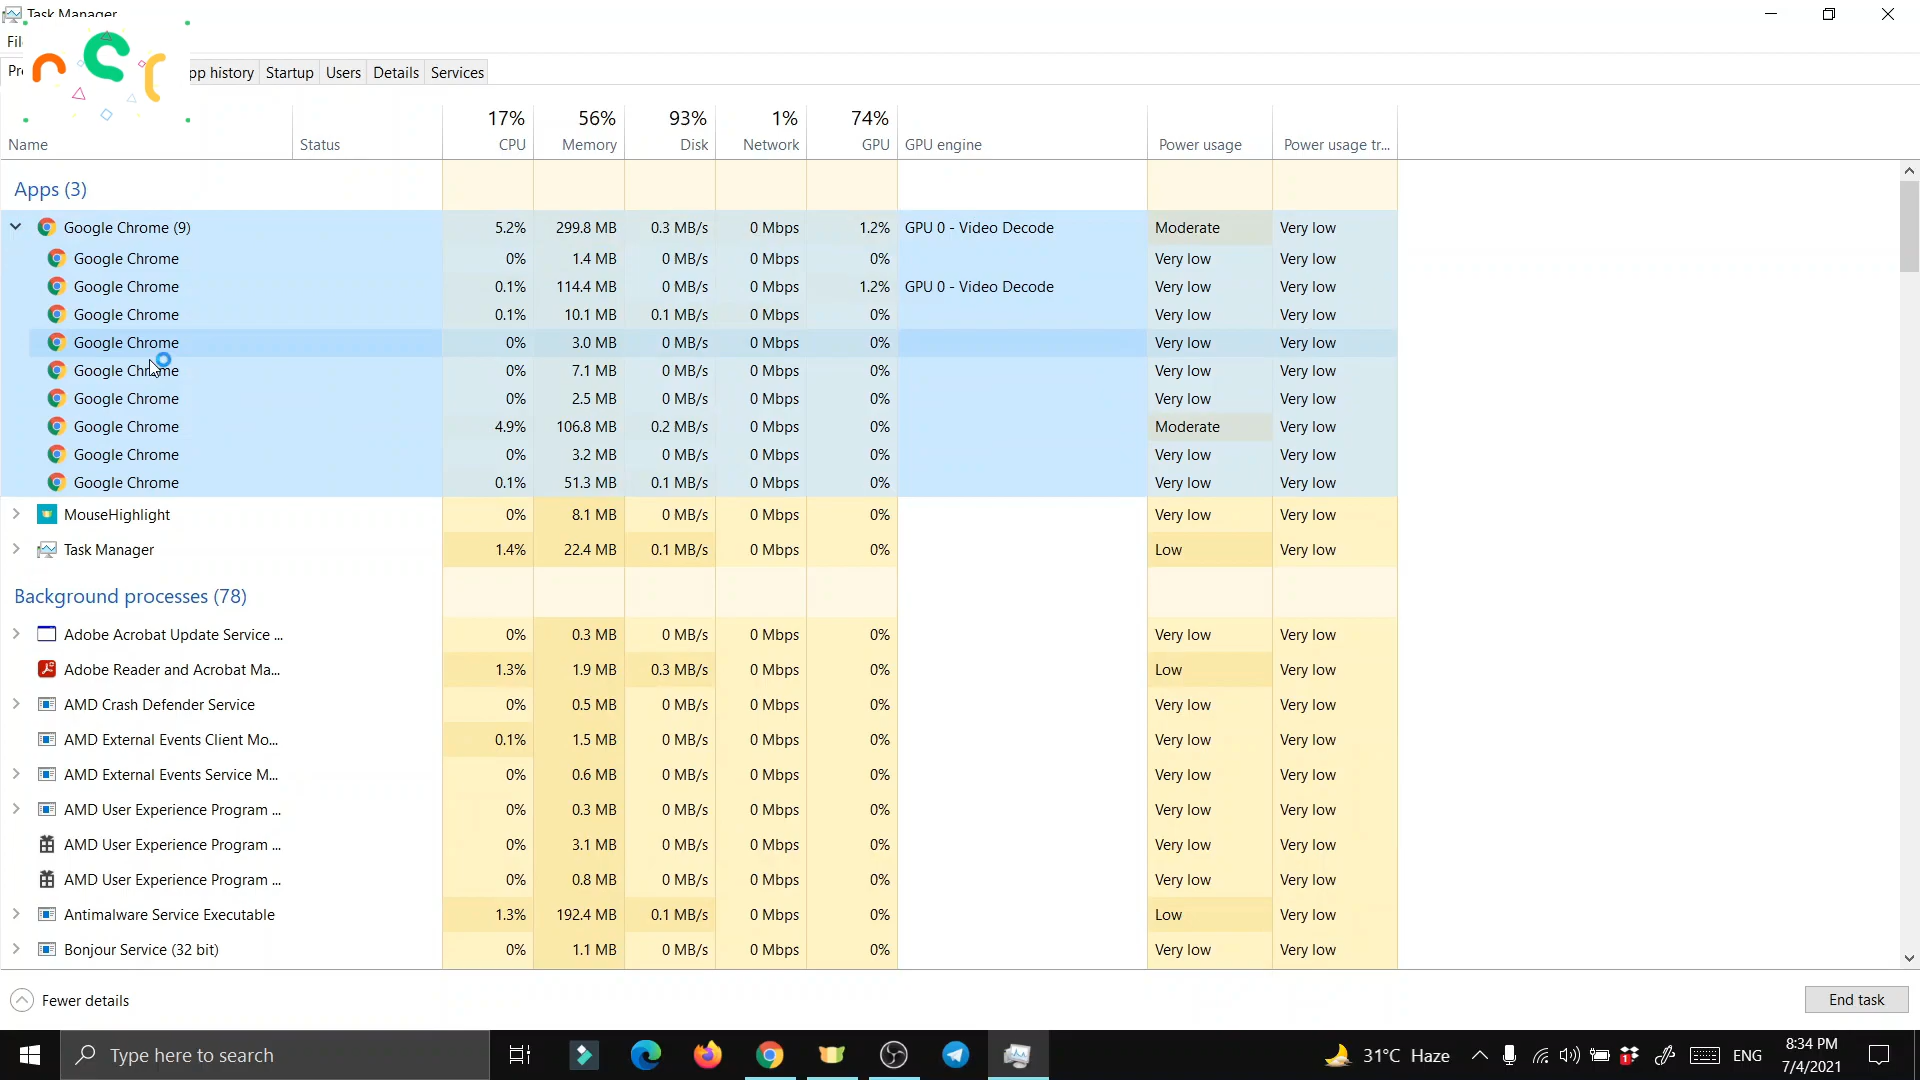 Task Manager
Fil
Pr
pp history Startup Users Details Services
17% 56% 93% 1% 74%
Name Status CPU Memory Disk Network GPU GPU engine Power usage Power usage tr...
Apps (3)
Google Chrome (9) 5.2% 299.8 MB 0.3 MB/s 0 Mbps 1.2% GPU 0 - Video Decode Moderate Very low
Google Chrome 0% 1.4 MB 0 MB/s 0 Mbps 0% Very low Very low
Google Chrome 0.1% 114.4 MB 0 MB/s 0 Mbps 1.2% GPU 0 - Video Decode Very low Very low
Google Chrome 0.1% 10.1 MB 0.1 MB/s 0 Mbps 0% Very low Very low
Google Chrome 0% 3.0 MB 0 MB/s 0 Mbps 0% Very low Very low
Google Chrome 0% 7.1 MB 0 MB/s 0 Mbps 0% Very low Very low
Google Chrome 0% 2.5 MB 0 MB/s 0 Mbps 0% Very low Very low
Google Chrome 4.9% 106.8 MB 0.2 MB/s 0 Mbps 0% Moderate Very low
Google Chrome 0% 3.2 MB 0 MB/s 0 Mbps 0% Very low Very low
Google Chrome 0.1% 51.3 MB 0.1 MB/s 0 Mbps 0% Very low Very low
MouseHighlight 0% 8.1 MB 0 MB/s 0 Mbps 0% Very low Very low
Task Manager 1.4% 22.4 MB 0.1 MB/s 0 Mbps 0% Low Very low
Background processes (78)
Adobe Acrobat Update Service ... 0% 0.3 MB 0 MB/s 0 Mbps 0% Very low Very low
Adobe Reader and Acrobat Ma... 1.3% 1.9 MB 0.3 MB/s 0 Mbps 0% Low Very low
AMD Crash Defender Service 0% 0.5 MB 0 MB/s 0 Mbps 0% Very low Very low
AMD External Events Client Mo... 0.1% 1.5 MB 0 MB/s 0 Mbps 0% Very low Very low
AMD External Events Service M... 0% 0.6 MB 0 MB/s 0 Mbps 0% Very low Very low
AMD User Experience Program ... 0% 0.3 MB 0 MB/s 0 Mbps 0% Very low Very low
AMD User Experience Program ... 0% 3.1 MB 0 MB/s 0 Mbps 0% Very low Very low
AMD User Experience Program ... 0% 0.8 MB 0 MB/s 0 Mbps 0% Very low Very low
Antimalware Service Executable 1.3% 192.4 MB 0.1 MB/s 0 Mbps 0% Low Very low
Bonjour Service (32 bit) 0% 1.1 MB 0 MB/s 0 Mbps 0% Very low Very low
Fewer details End task
Type here to search 31°C Haze ENG 8:34 PM
7/4/2021